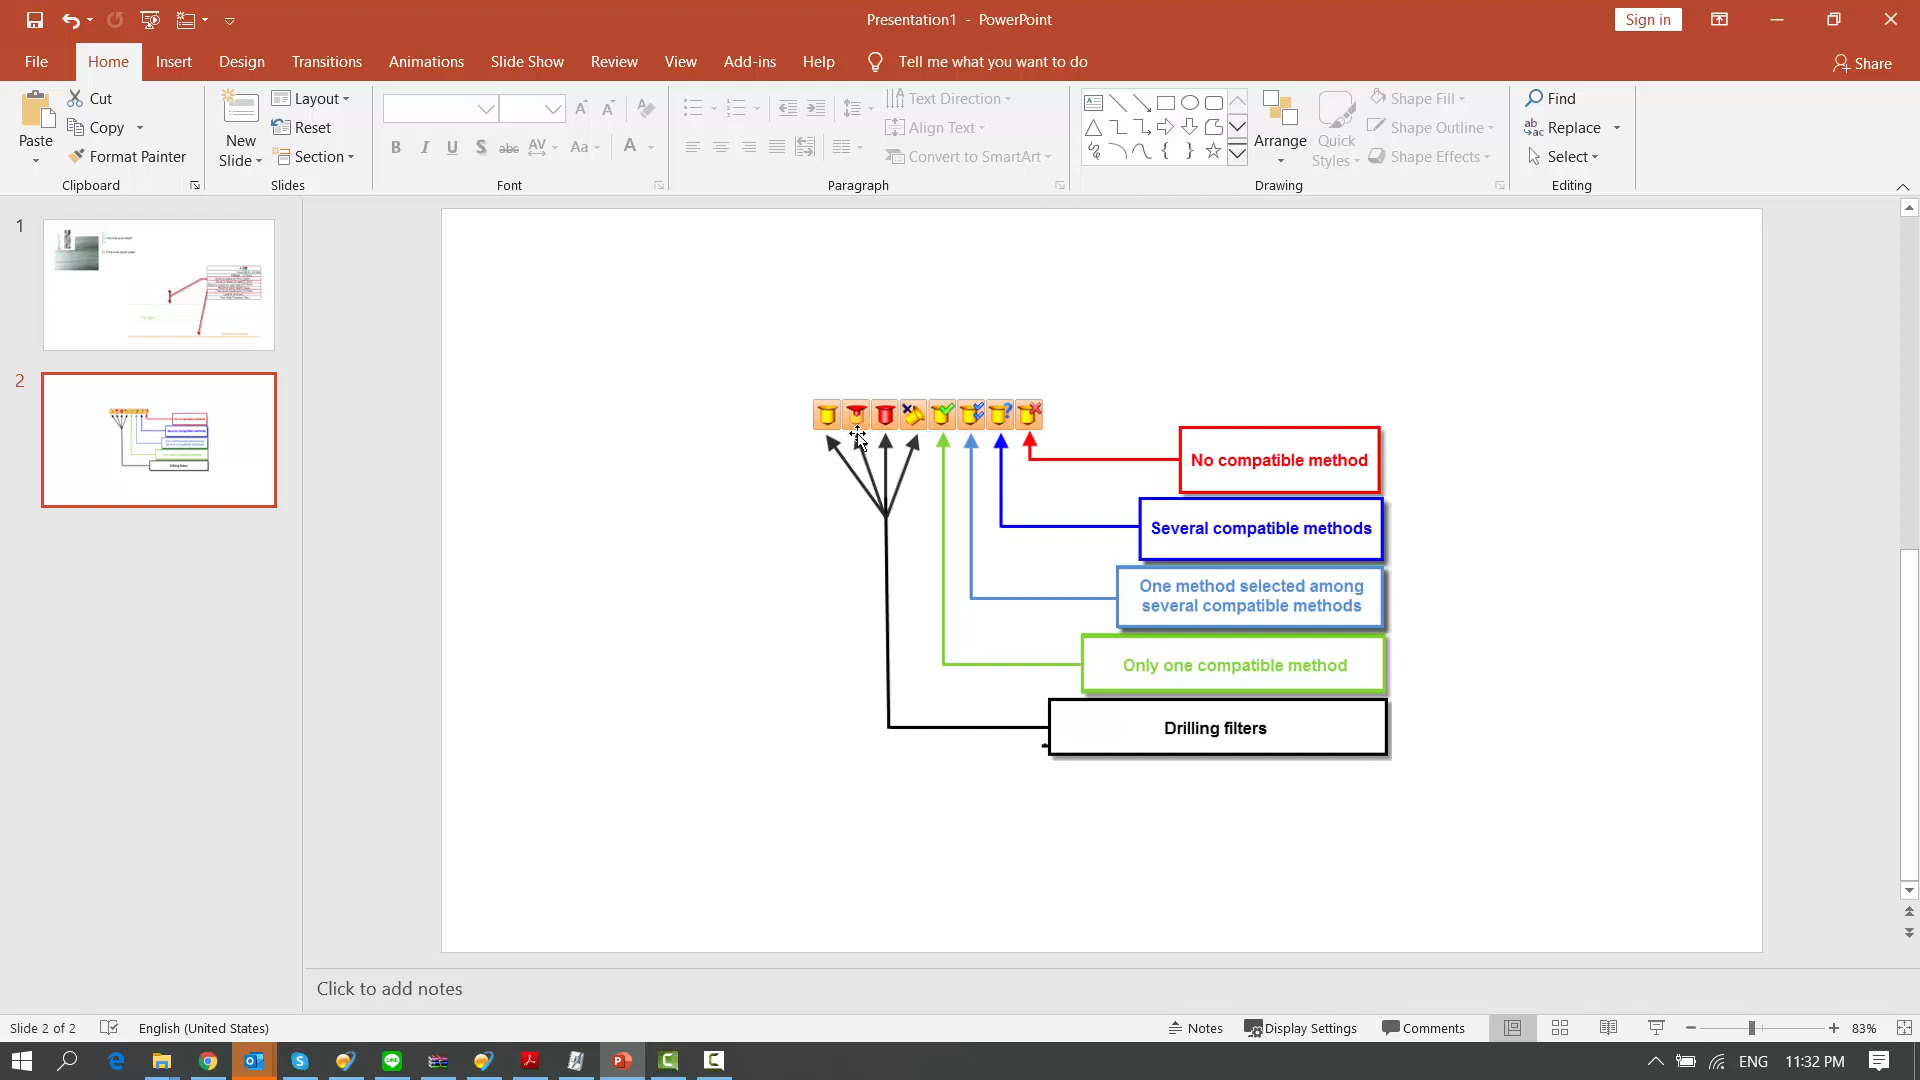 Presentation1 - PowerPoint
Sign in
File
Home
Insert
Design
Transitions
Animations
Slide Show
Review
View
Add-ins
Help
Tell me what you want to do
Share
Paste
Cut
Copy
Format Painter
Clipboard
New
Slide
Layout
Reset
Section
Slides
Font
Text Direction
Align Text
Convert to SmartArt
Paragraph
Arrange
Quick
Styles
Shape Fill
Shape Outline
Shape Effects
Drawing
Find
Replace
Select
Editing
1
2
No compatible method
Several compatible methods
One method selected among
several compatible methods
Only one compatible method
Drilling filters
Click to add notes
Slide 2 of 2
English (United States)
Notes
Display Settings
Comments
83%
ENG
11:32 PM